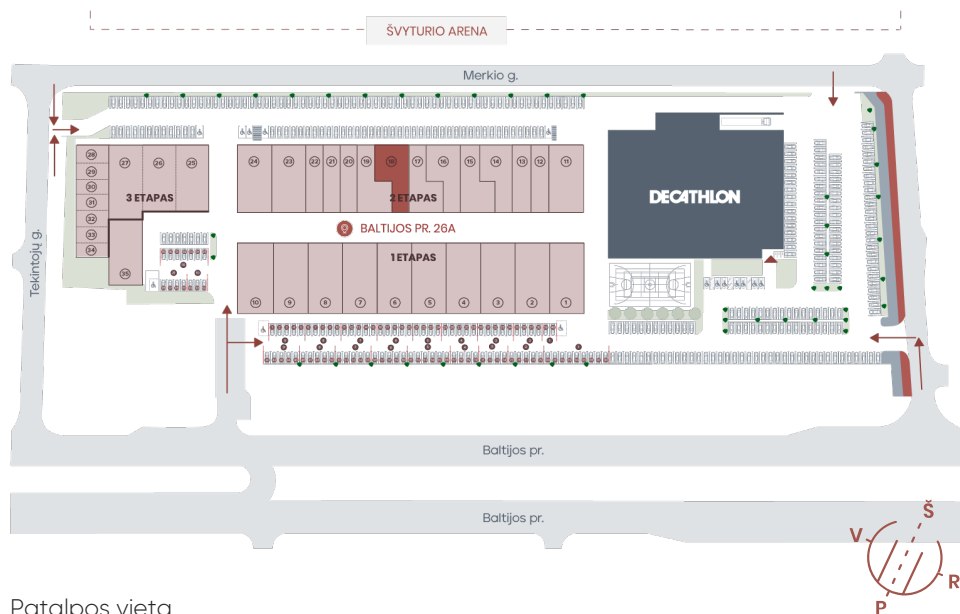 ŠVYTURIO ARENA
Merkio g.
28 27 26 25 24 23 22 21 20 19 18 17 16 15 14 13 12 11
29
30
31
32
33
34
35
3 ETAPAS
2 ETAPAS
DECATHLON
BALTIJOS PR. 26A
1 ETAPAS
Tekintojų g.
10 9 8 7 6 5 4 3 2 1
Baltijos pr.
Baltijos pr.
Š
V
R
P
Patalpos vieta